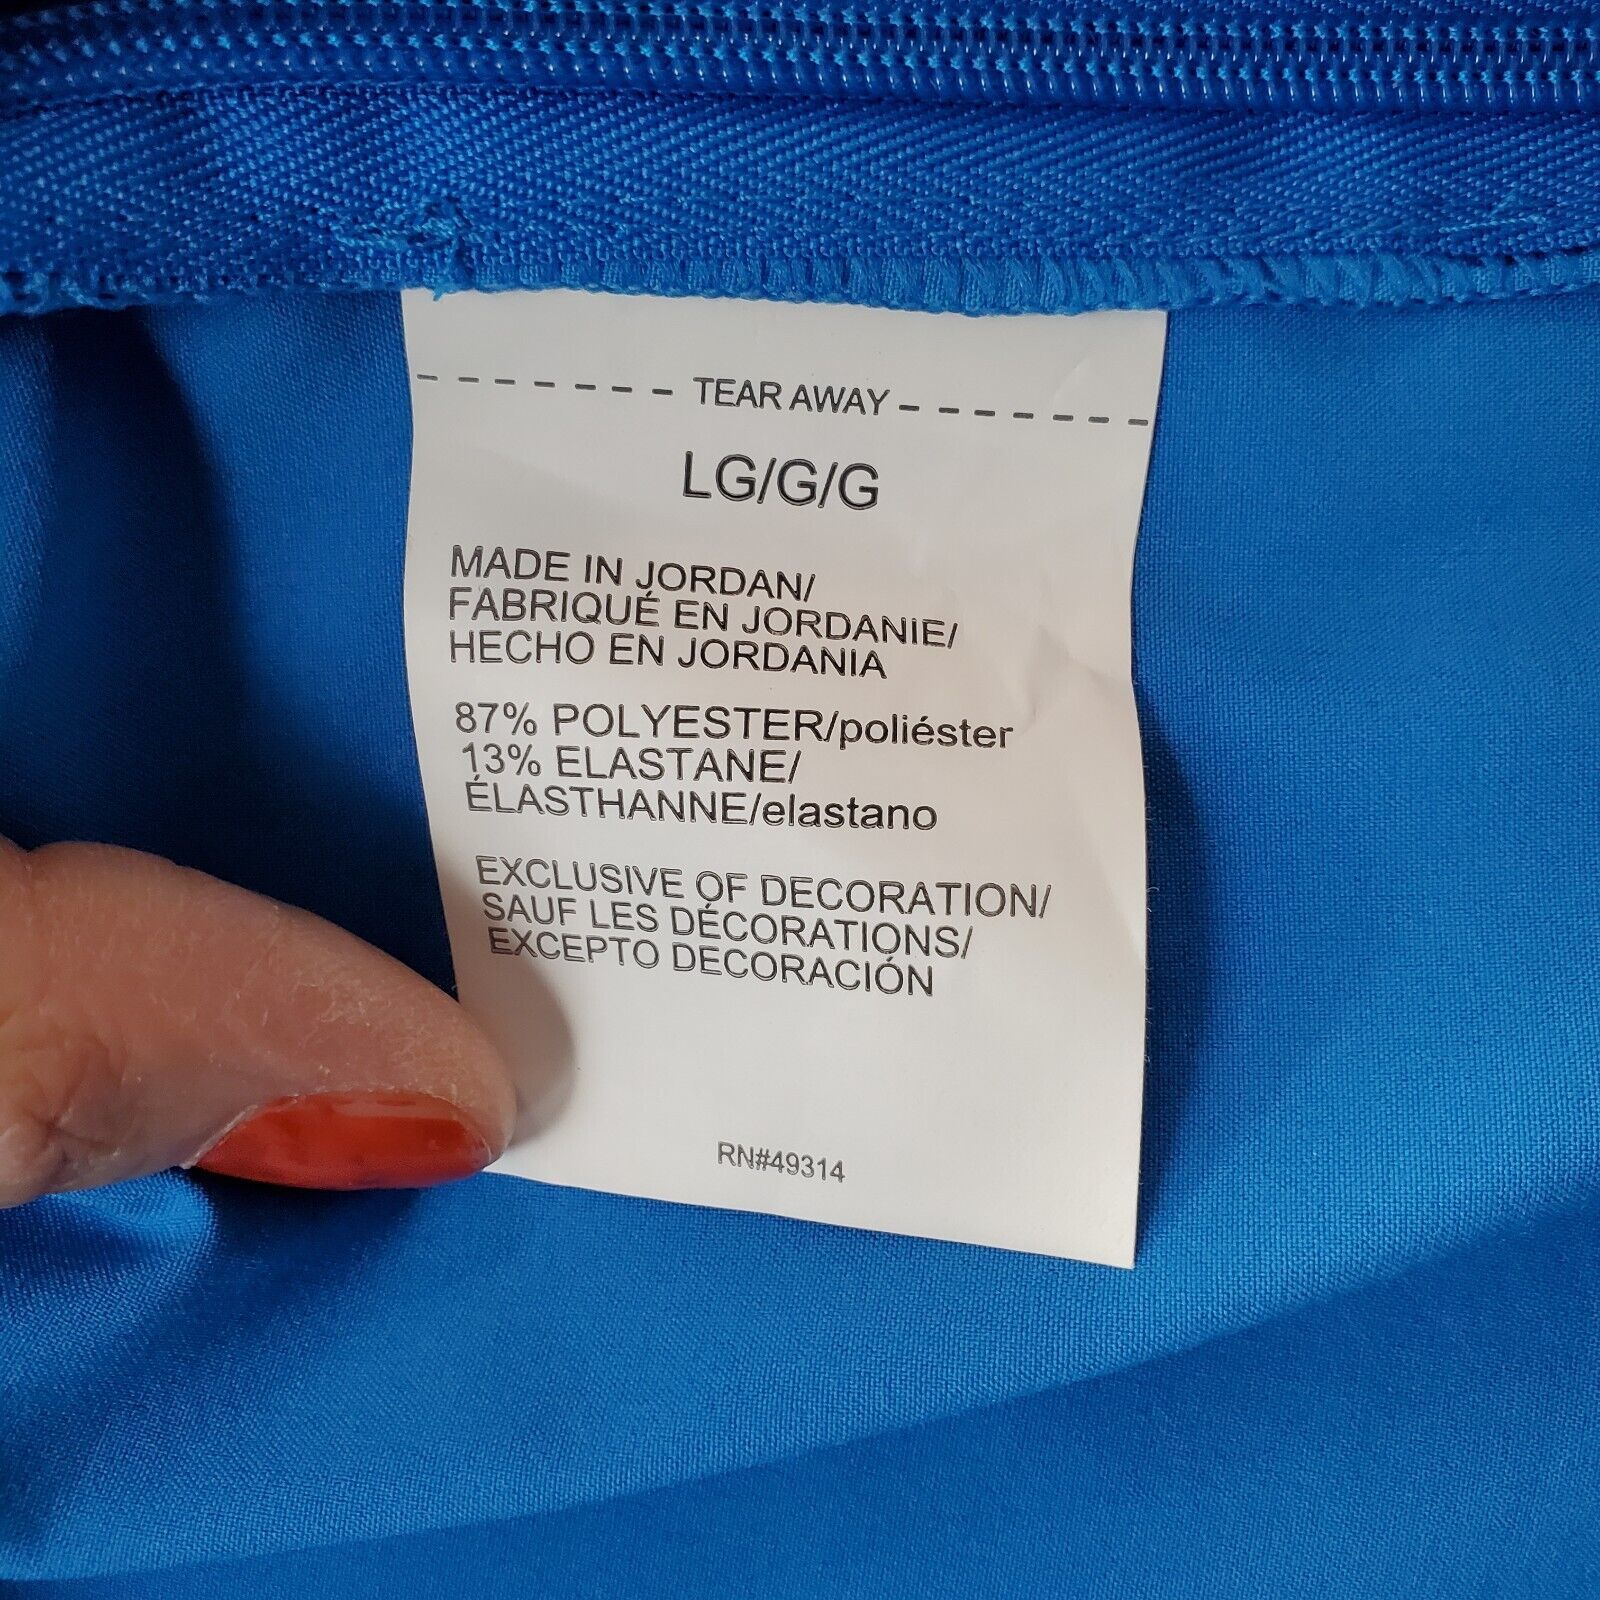 TEAR AWAY
LG/G/G
MADE IN JORDAN/
FABRIQUÉ EN JORDANIE/
HECHO EN JORDANIA
87% POLYESTER/poliéster
13% ELASTANE/
ÉLASTHANNE/elastano
EXCLUSIVE OF DECORATION/
SAUF LES DÉCORATIONS/
EXCEPTO DECORACIÓN
RN#49314